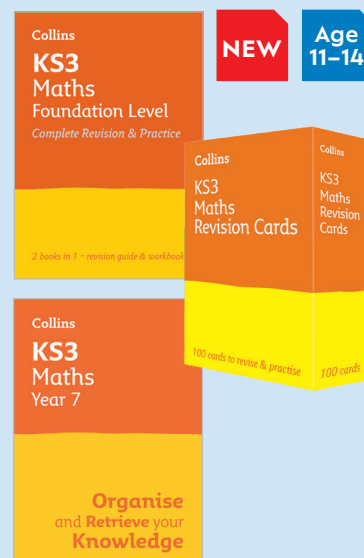 Collins
KS3
Maths
Foundation Level
Complete Revision & Practice
2 books in 1 – revision guide & workbook
NEW
Age
11–14
Collins
KS3
Maths
Revision Cards
100 cards to revise & practise
Collins
KS3
Maths
Revision
Cards
100 cards
Collins
KS3
Maths
Year 7
Organise
and Retrieve your
Knowledge